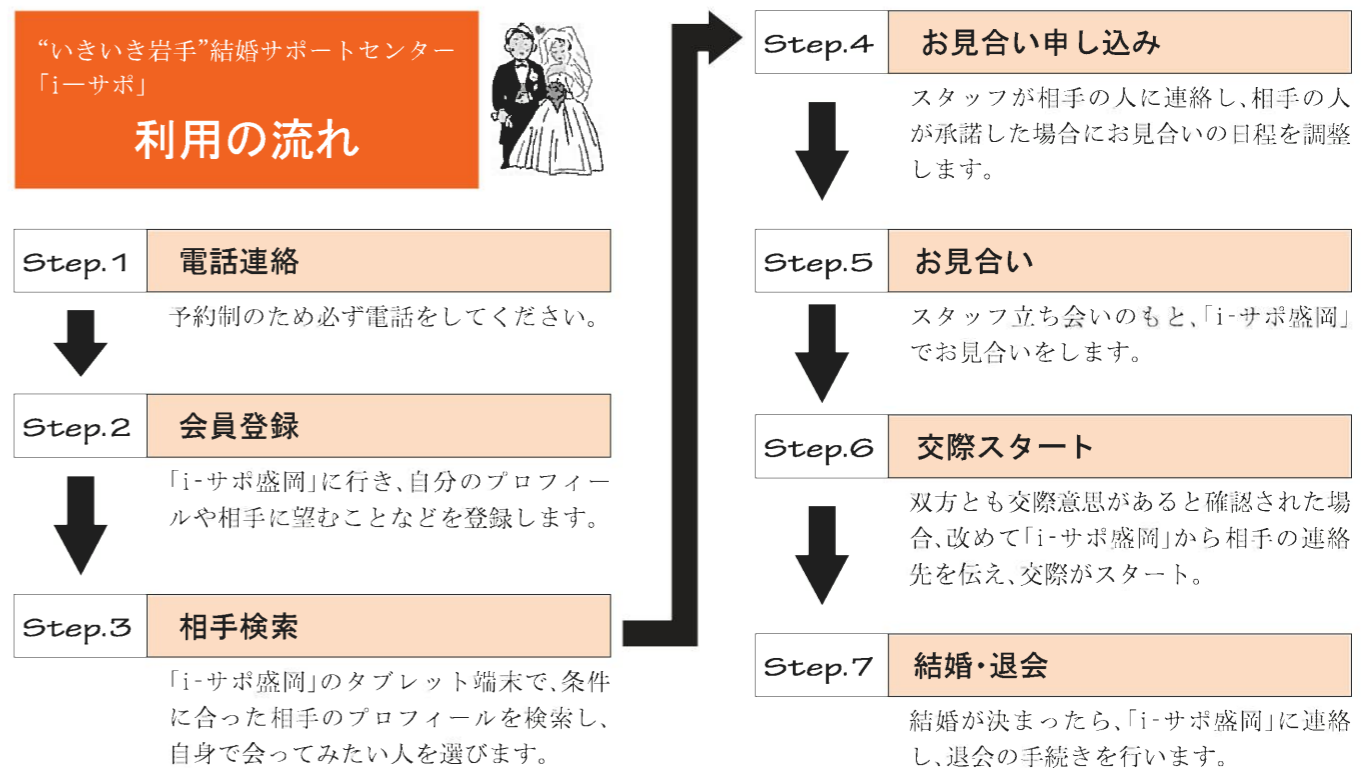 “いきいき岩手”結婚サポートセンター
「i－サポ」
利用の流れ
Step.1 電話連絡
予約制のため必ず電話をしてください。
Step.2 会員登録
「i-サポ盛岡」に行き、自分のプロフィー
ルや相手に望むことなどを登録します。
Step.3 相手検索
「i-サポ盛岡」のタブレット端末で、条件
に合った相手のプロフィールを検索し、
自身で会ってみたい人を選びます。
Step.4 お見合い申し込み
スタッフが相手の人に連絡し、相手の人
が承諾した場合にお見合いの日程を調整
します。
Step.5 お見合い
スタッフ立ち会いのもと、「i-サポ盛岡」
でお見合いをします。
Step.6 交際スタート
双方とも交際意思があると確認された場
合、改めて「i-サポ盛岡」から相手の連絡
先を伝え、交際がスタート。
Step.7 結婚・退会
結婚が決まったら、「i-サポ盛岡」に連絡
し、退会の手続きを行います。